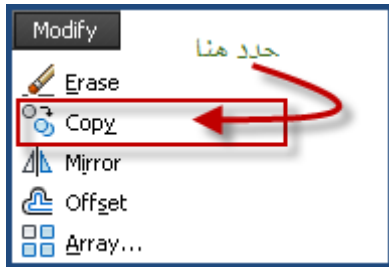 Modify
حدد هنا
Erase
Copy
Mirror
Offset
Array...